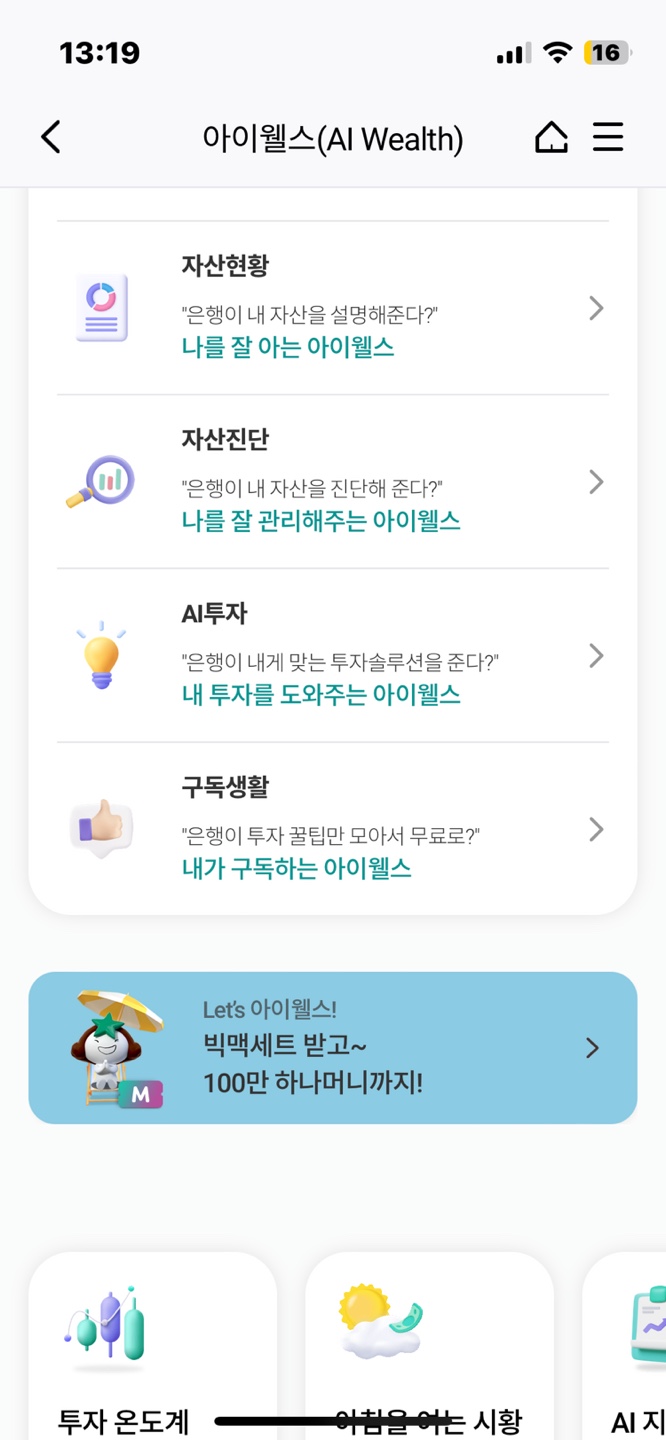 13:19
16
아이웰스(AI Wealth)
자산현황
"은행이 내 자산을 설명해준다?"
나를 잘 아는 아이웰스
자산진단
"은행이 내 자산을 진단해 준다?"
나를 잘 관리해주는 아이웰스
AI투자
"은행이 내게 맞는 투자솔루션을 준다?"
내 투자를 도와주는 아이웰스
구독생활
"은행이 투자 꿀팁만 모아서 무료로?"
내가 구독하는 아이웰스
Let's 아이웰스!
빅맥세트 받고~
100만 하나머니까지!
M
투자 온도계
아침을 여는 시황
AI 지